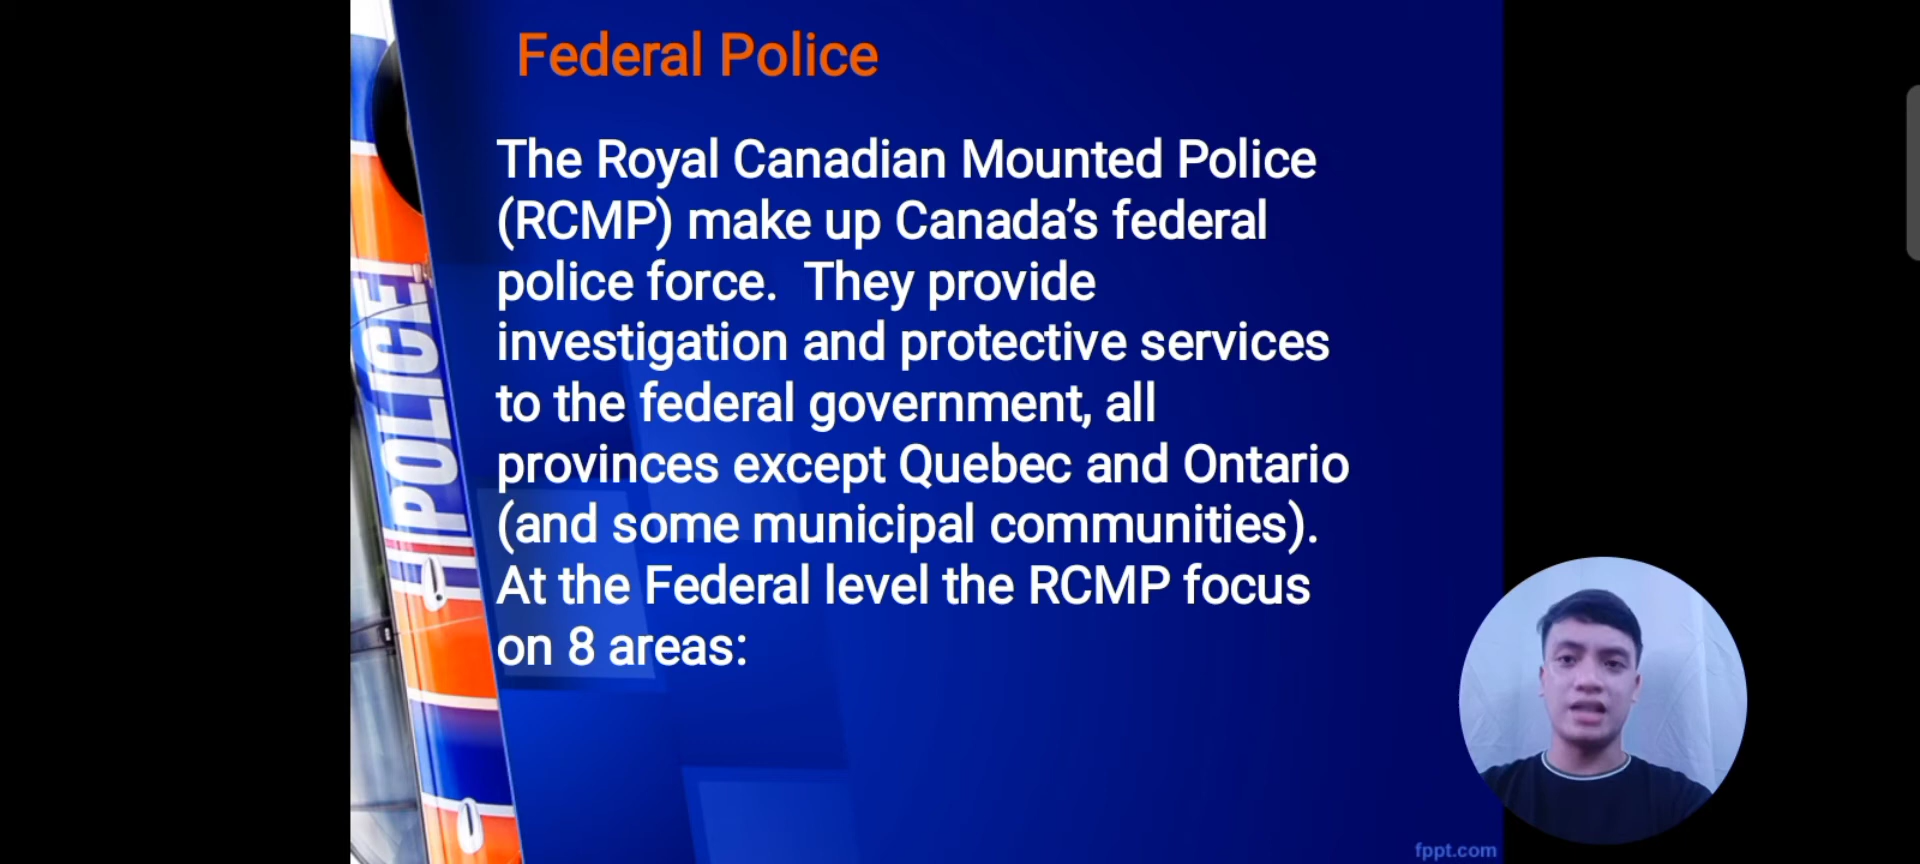 Federal Police
The Royal Canadian Mounted Police
(RCMP) make up Canada’s federal
police force.  They provide
investigation and protective services
to the federal government, all
provinces except Quebec and Ontario
(and some municipal communities).
At the Federal level the RCMP focus
on 8 areas:
POLICE
fppt.com